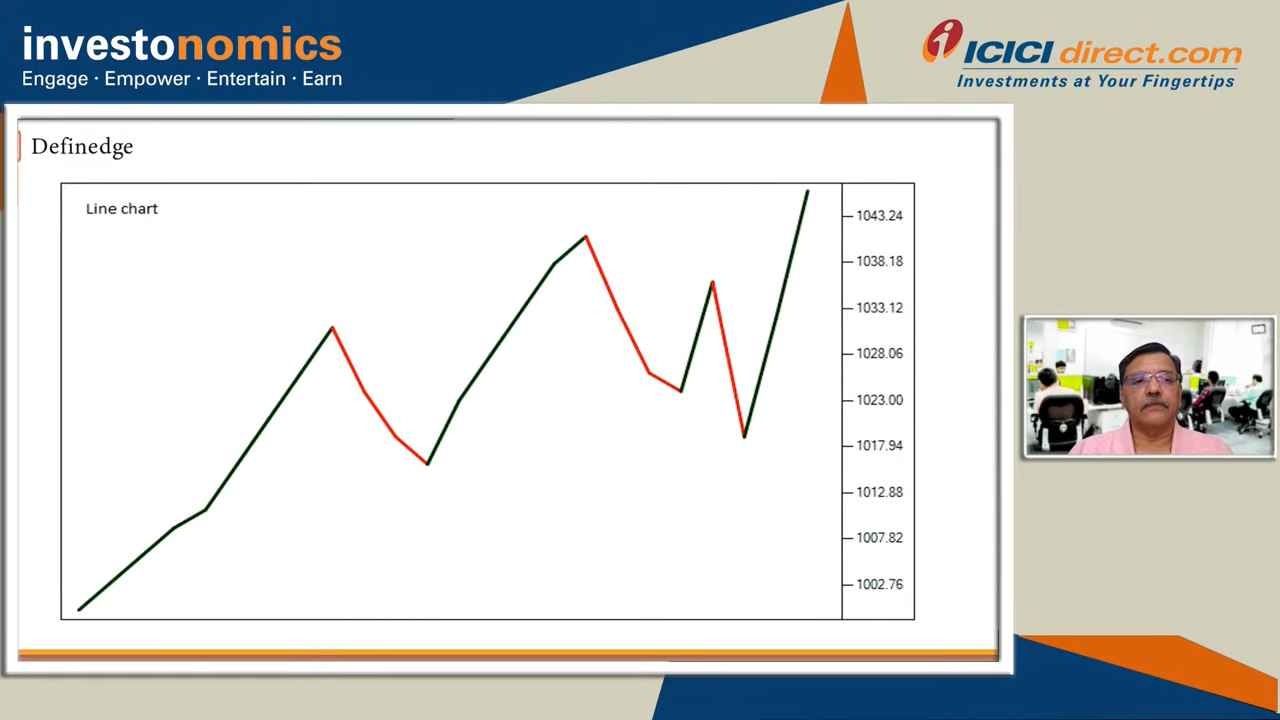 investonomics
Engage · Empower · Entertain · Earn
i ICICI direct.com
Investments at Your Fingertips
Definedge
Line chart
1043.24
1038.18
1033.12
1028.06
1023.00
1017.94
1012.88
1007.82
1002.76